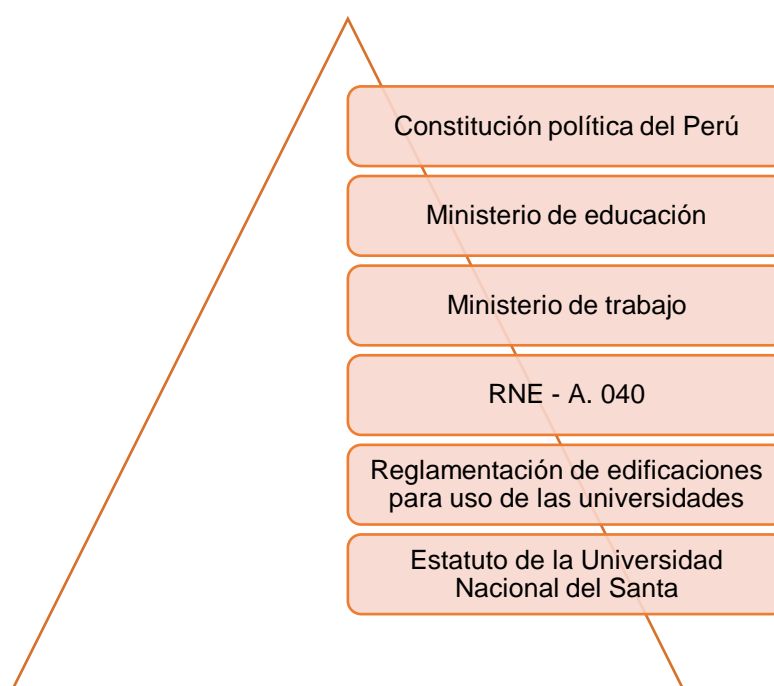 Constitución política del Perú
Ministerio de educación
Ministerio de trabajo
RNE - A. 040
Reglamentación de edificaciones
para uso de las universidades
Estatuto de la Universidad
Nacional del Santa